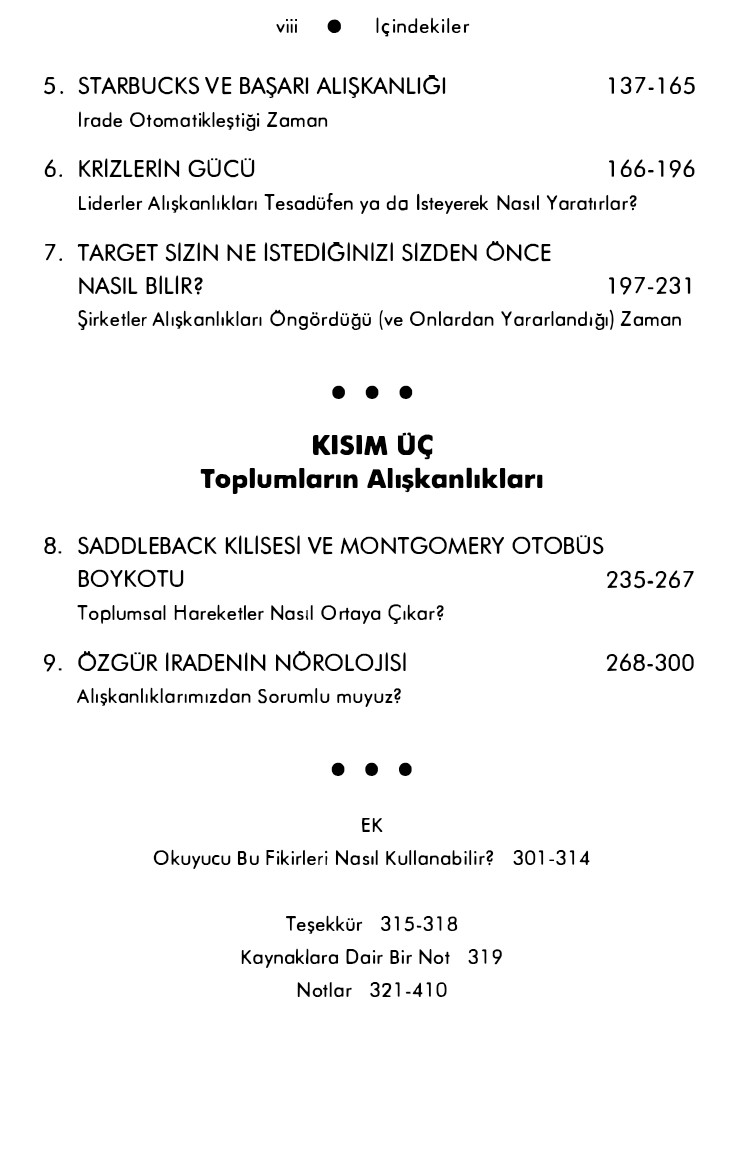 viii ● İçindekiler
5. STARBUCKS VE BAŞARI ALIŞKANLIĞI 137-165
İrade Otomatikleştiği Zaman
6. KRİZLERİN GÜCÜ 166-196
Liderler Alışkanlıkları Tesadüfen ya da İsteyerek Nasıl Yaratırlar?
7. TARGET SİZİN NE İSTEDİĞİNİZİ SİZDEN ÖNCE
NASIL BİLİR? 197-231
Şirketler Alışkanlıkları Öngördüğü (ve Onlardan Yararlandığı) Zaman
● ● ●
KISIM ÜÇ
Toplumların Alışkanlıkları
8. SADDLEBACK KİLİSESİ VE MONTGOMERY OTOBÜS
BOYKOTU 235-267
Toplumsal Hareketler Nasıl Ortaya Çıkar?
9. ÖZGÜR İRADENİN NÖROLOJİSİ 268-300
Alışkanlıklarımızdan Sorumlu muyuz?
● ● ●
EK
Okuyucu Bu Fikirleri Nasıl Kullanabilir? 301-314
Teşekkür 315-318
Kaynaklara Dair Bir Not 319
Notlar 321-410